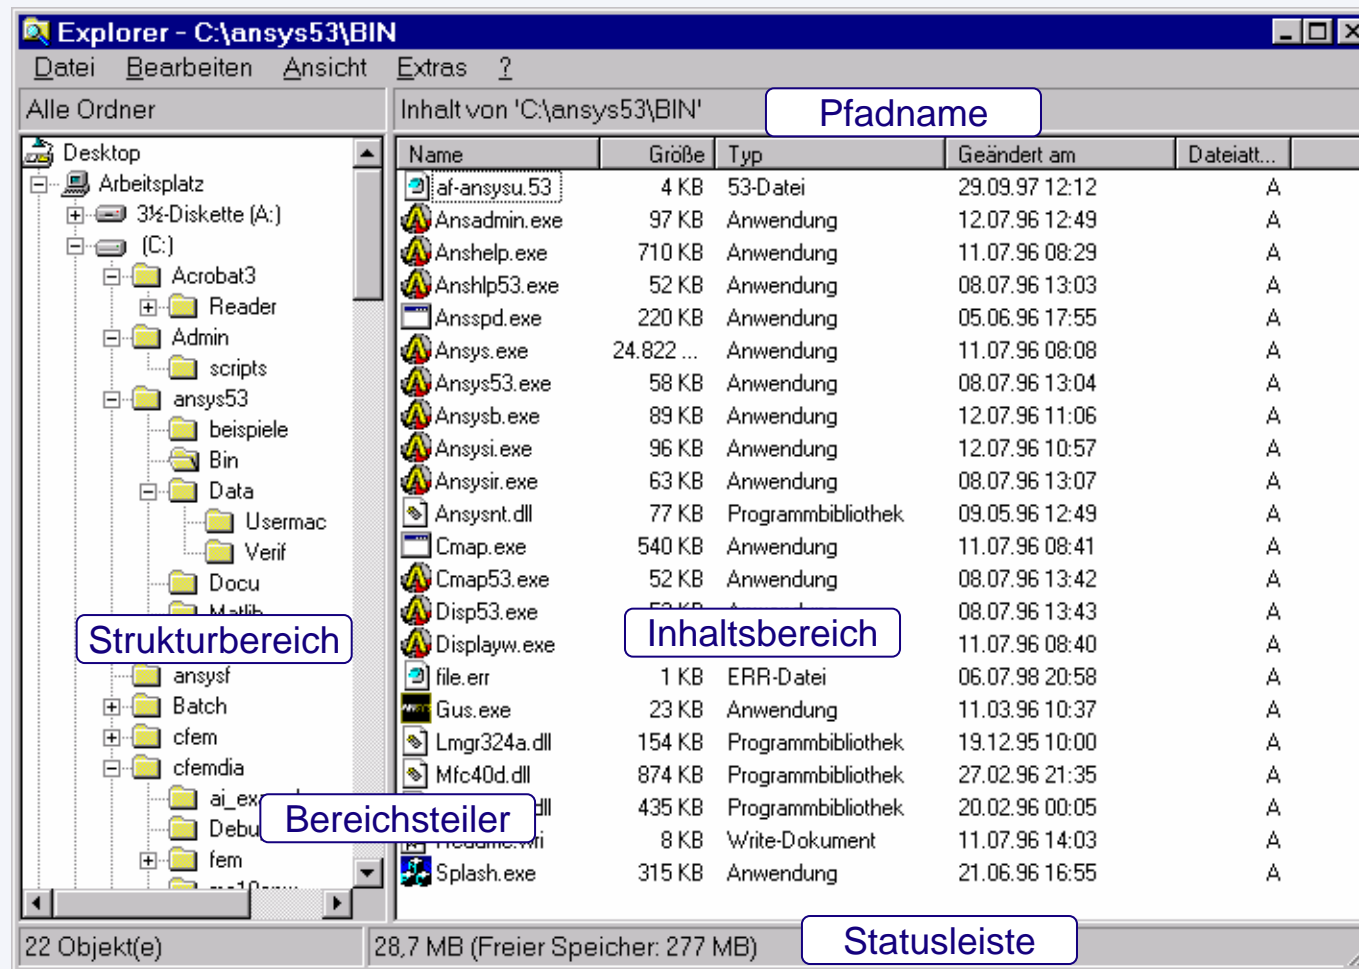 Explorer - C:\ansys53\BIN
Datei Bearbeiten Ansicht Extras ?
Alle Ordner
Inhalt von 'C:\ansys53\BIN'
Pfadname
Desktop
Arbeitsplatz
3½-Diskette (A:)
(C:)
Acrobat3
Reader
Admin
scripts
ansys53
beispiele
Bin
Data
Usermac
Verif
Docu
Matlib
Strukturbereich
ansysf
Batch
cfem
cfemdia
fem
Name Größe Typ Geändert am Dateiatt...
af-ansysu.53 4 KB 53-Datei 29.09.97 12:12 A
Ansadmin.exe 97 KB Anwendung 12.07.96 12:49 A
Anshelp.exe 710 KB Anwendung 11.07.96 08:29 A
Anshlp53.exe 52 KB Anwendung 08.07.96 13:03 A
Ansspd.exe 220 KB Anwendung 05.06.96 17:55 A
Ansys.exe 24.822 ... Anwendung 11.07.96 08:08 A
Ansys53.exe 58 KB Anwendung 08.07.96 13:04 A
Ansysb.exe 89 KB Anwendung 12.07.96 11:06 A
Ansysi.exe 96 KB Anwendung 12.07.96 10:57 A
Ansysir.exe 63 KB Anwendung 08.07.96 13:07 A
Ansysnt.dll 77 KB Programmbibliothek 09.05.96 12:49 A
Cmap.exe 540 KB Anwendung 11.07.96 08:41 A
Cmap53.exe 52 KB Anwendung 08.07.96 13:42 A
Disp53.exe 08.07.96 13:43 A
Inhaltsbereich
Displayw.exe 11.07.96 08:40 A
file.err 1 KB ERR-Datei 06.07.98 20:58 A
Gus.exe 23 KB Anwendung 11.03.96 10:37 A
Lmgr324a.dll 154 KB Programmbibliothek 19.12.95 10:00 A
Mfc40d.dll 874 KB Programmbibliothek 27.02.96 21:35 A
Bereichsteiler
435 KB Programmbibliothek 20.02.96 00:05 A
8 KB Write-Dokument 11.07.96 14:03 A
Splash.exe 315 KB Anwendung 21.06.96 16:55 A
22 Objekt(e)
28,7 MB (Freier Speicher: 277 MB)
Statusleiste